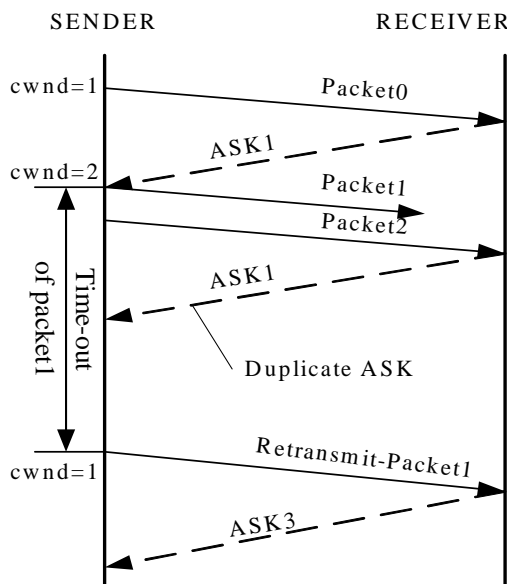 SENDER
RECEIVER
cwnd=1
Packet0
ASK1
cwnd=2
Packet1
Packet2
ASK1
Time-out
of packet1
Duplicate ASK
Retransmit-Packet1
cwnd=1
ASK3